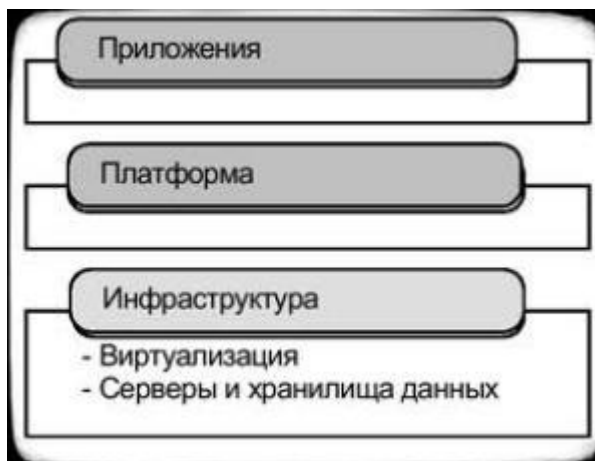 Приложения
Платформа
Инфраструктура
- Виртуализация
- Серверы и хранилища данных